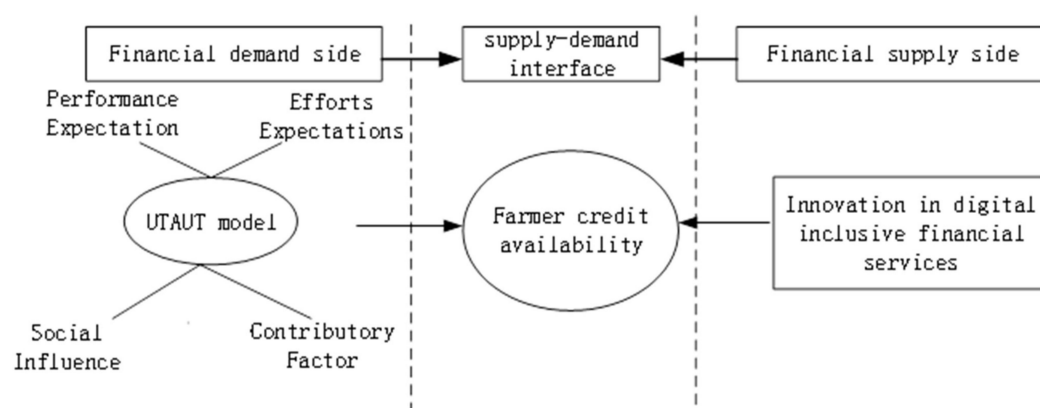 Financial demand side
supply-demand
interface
Financial supply side
Performance
Expectation
Efforts
Expectations
UTAUT model
Farmer credit
availability
Innovation in digital
inclusive financial
services
Social
Influence
Contributory
Factor